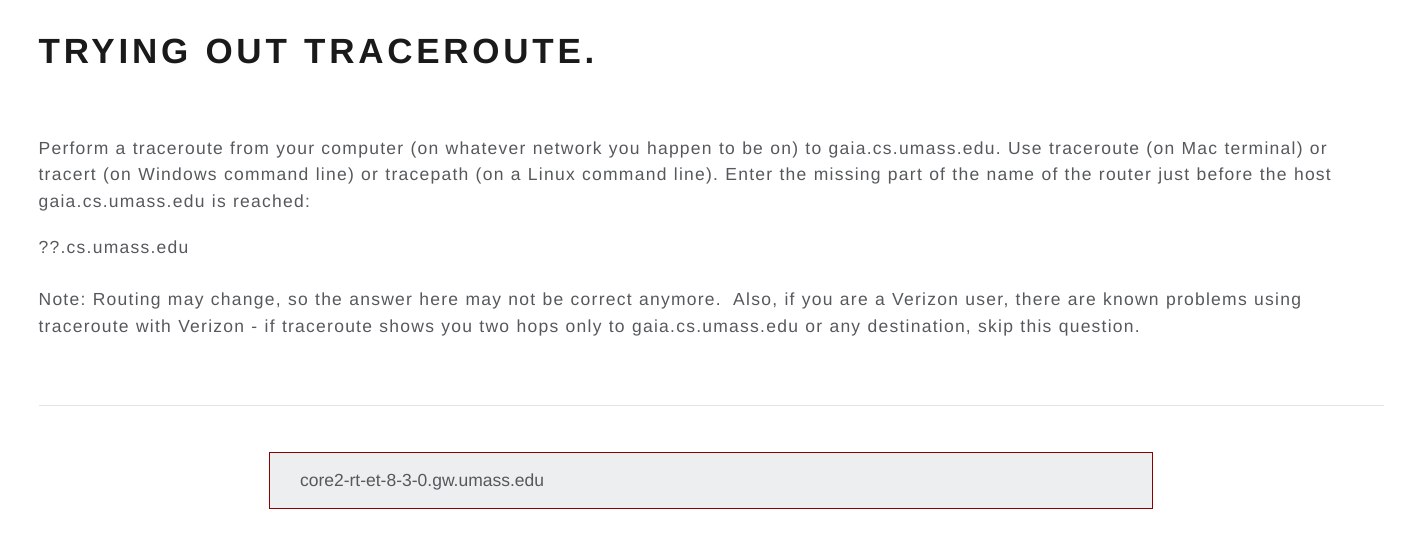 TRYING OUT TRACEROUTE.
Perform a traceroute from your computer (on whatever network you happen to be on) to gaia.cs.umass.edu. Use traceroute (on Mac terminal) or
tracert (on Windows command line) or tracepath (on a Linux command line). Enter the missing part of the name of the router just before the host
gaia.cs.umass.edu is reached:
??.cs.umass.edu
Note: Routing may change, so the answer here may not be correct anymore.  Also, if you are a Verizon user, there are known problems using
traceroute with Verizon - if traceroute shows you two hops only to gaia.cs.umass.edu or any destination, skip this question.
core2-rt-et-8-3-0.gw.umass.edu